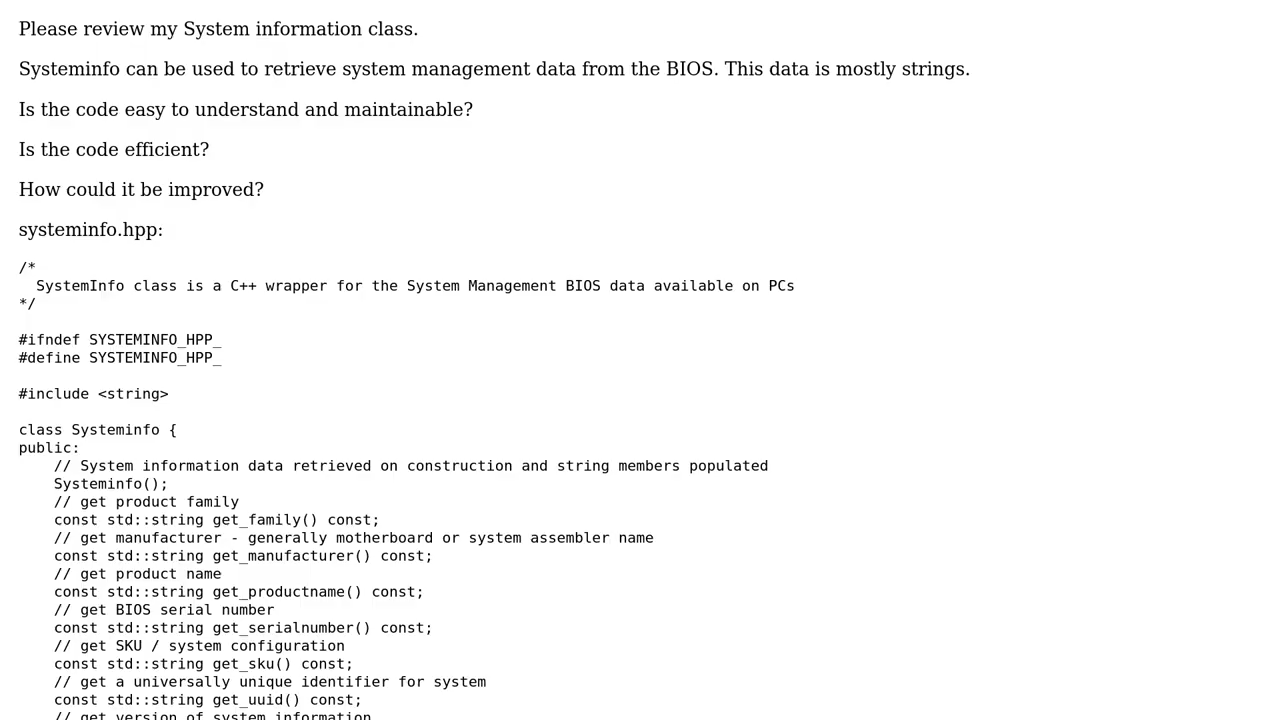 Please review my System information class.
Systeminfo can be used to retrieve system management data from the BIOS. This data is mostly strings.
Is the code easy to understand and maintainable?
Is the code efficient?
How could it be improved?
systeminfo.hpp:
/*
  SystemInfo class is a C++ wrapper for the System Management BIOS data available on PCs
*/
#ifndef SYSTEMINFO_HPP_
#define SYSTEMINFO_HPP_
#include <string>
class Systeminfo {
public:
    // System information data retrieved on construction and string members populated
    Systeminfo();
    // get product family
    const std::string get_family() const;
    // get manufacturer - generally motherboard or system assembler name
    const std::string get_manufacturer() const;
    // get product name
    const std::string get_productname() const;
    // get BIOS serial number
    const std::string get_serialnumber() const;
    // get SKU / system configuration
    const std::string get_sku() const;
    // get a universally unique identifier for system
    const std::string get_uuid() const;
    // get version of system information